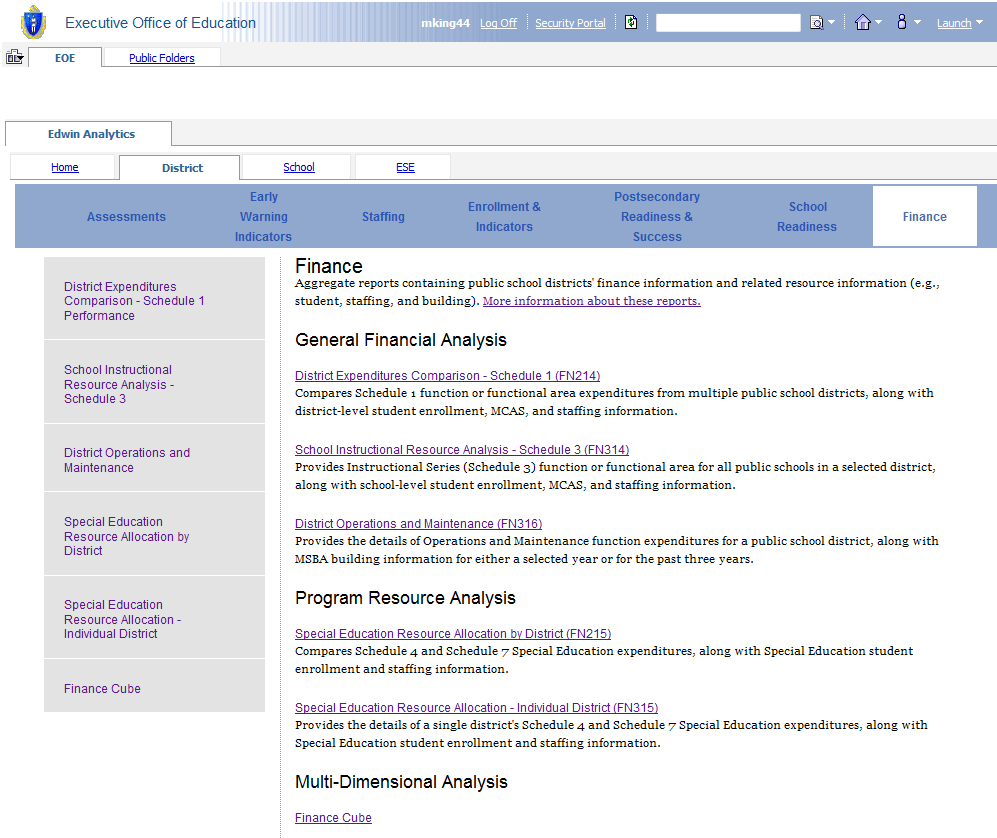 Executive Office of Education
mking44 Log Off Security Portal Launch
EOE Public Folders
Edwin Analytics
Home District School ESE
Assessments
Early
Warning
Indicators
Staffing
Enrollment &
Indicators
Postsecondary
Readiness &
Success
School
Readiness
Finance
District Expenditures
Comparison - Schedule 1
Performance
School Instructional
Resource Analysis -
Schedule 3
District Operations and
Maintenance
Special Education
Resource Allocation by
District
Special Education
Resource Allocation -
Individual District
Finance Cube
Finance
Aggregate reports containing public school districts' finance information and related resource information (e.g.,
student, staffing, and building). More information about these reports.
General Financial Analysis
District Expenditures Comparison - Schedule 1 (FN214)
Compares Schedule 1 function or functional area expenditures from multiple public school districts, along with
district-level student enrollment, MCAS, and staffing information.
School Instructional Resource Analysis - Schedule 3 (FN314)
Provides Instructional Series (Schedule 3) function or functional area for all public schools in a selected district,
along with school-level student enrollment, MCAS, and staffing information.
District Operations and Maintenance (FN316)
Provides the details of Operations and Maintenance function expenditures for a public school district, along with
MSBA building information for either a selected year or for the past three years.
Program Resource Analysis
Special Education Resource Allocation by District (FN215)
Compares Schedule 4 and Schedule 7 Special Education expenditures, along with Special Education student
enrollment and staffing information.
Special Education Resource Allocation - Individual District (FN315)
Provides the details of a single district's Schedule 4 and Schedule 7 Special Education expenditures, along with
Special Education student enrollment and staffing information.
Multi-Dimensional Analysis
Finance Cube